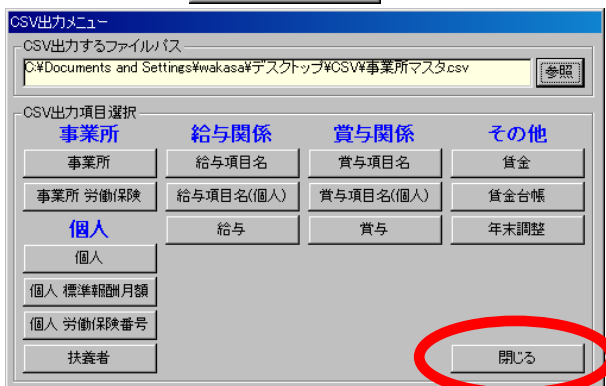 CSV出力メニュー
CSV出力するファイルパス
C:¥Documents and Settings¥wakasa¥デスクトップ¥CSV¥事業所マスタ.csv
参照
CSV出力項目選択
事業所 給与関係 賞与関係 その他
事業所 給与項目名 賞与項目名 賃金
事業所 労働保険 給与項目名(個人) 賞与項目名(個人) 賃金台帳
個人 給与 賞与 年末調整
個人
個人 標準報酬月額
個人 労働保険番号
扶養者 閉じる